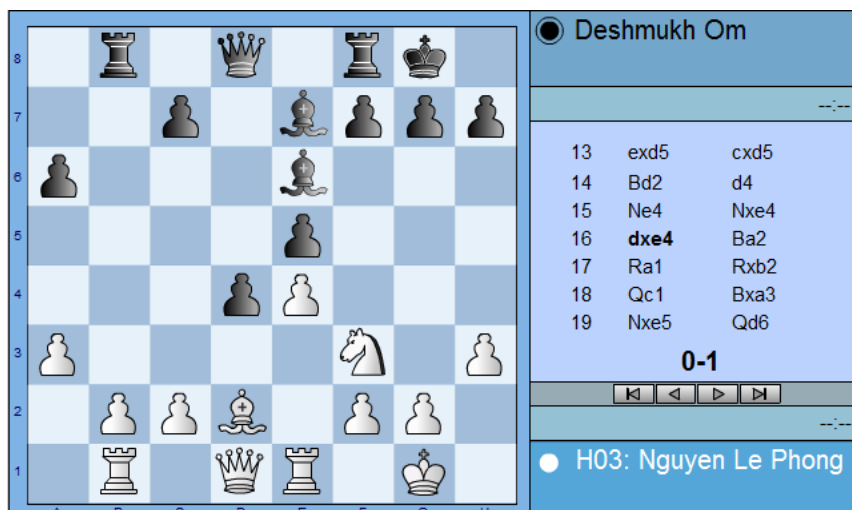 Deshmukh Om
--:--
13 exd5 cxd5
14 Bd2 d4
15 Ne4 Nxe4
16 dxe4 Ba2
17 Ra1 Rxb2
18 Qc1 Bxa3
19 Nxe5 Qd6
0-1
--:--
H03: Nguyen Le Phong
8
7
6
5
4
3
2
1